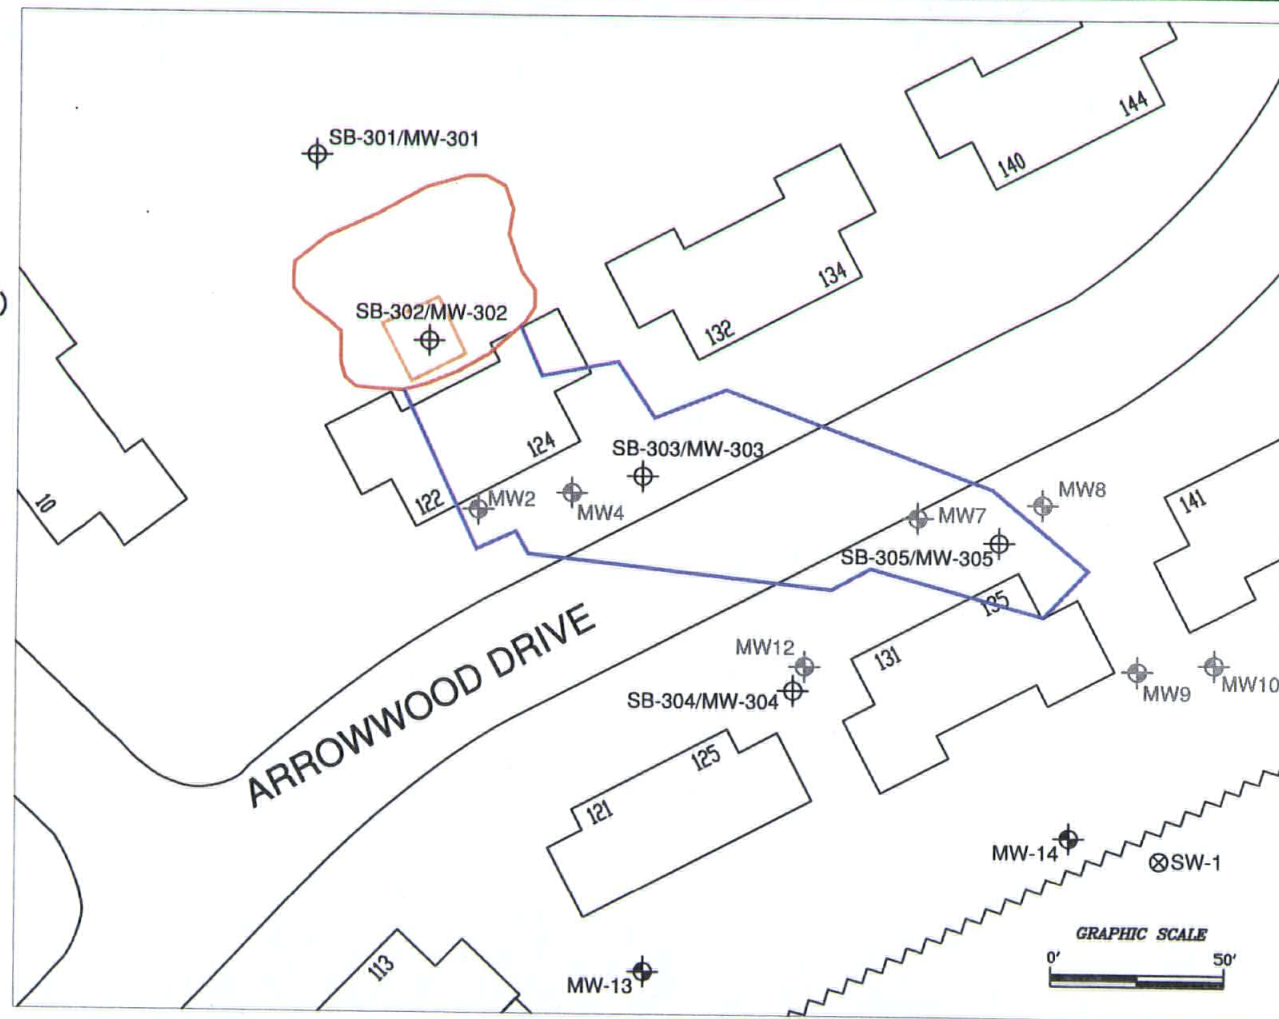 144
SB-301/MW-301
140
134
)
SB-302/MW-302
132
124
SB-303/MW-303
122
MW2
MW4
10
MW7
MW8
141
SB-305/MW-305
135
ARROWWOOD DRIVE
MW12
131
SB-304/MW-304
MW9
MW10
125
121
MW-14
SW-1
GRAPHIC SCALE
0' 50'
113
MW-13